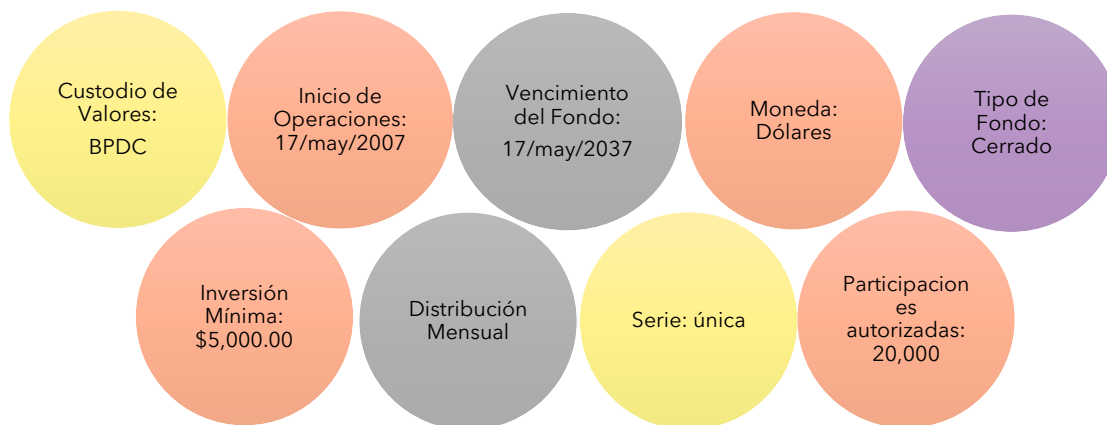 Custodio de
Valores:
BPDC
Inicio de
Operaciones:
17/may/2007
Vencimiento
del Fondo:
17/may/2037
Moneda:
Dólares
Tipo de
Fondo:
Cerrado
Inversión
Mínima:
$5,000.00
Distribución
Mensual
Serie: única
Participacion
es
autorizadas:
20,000